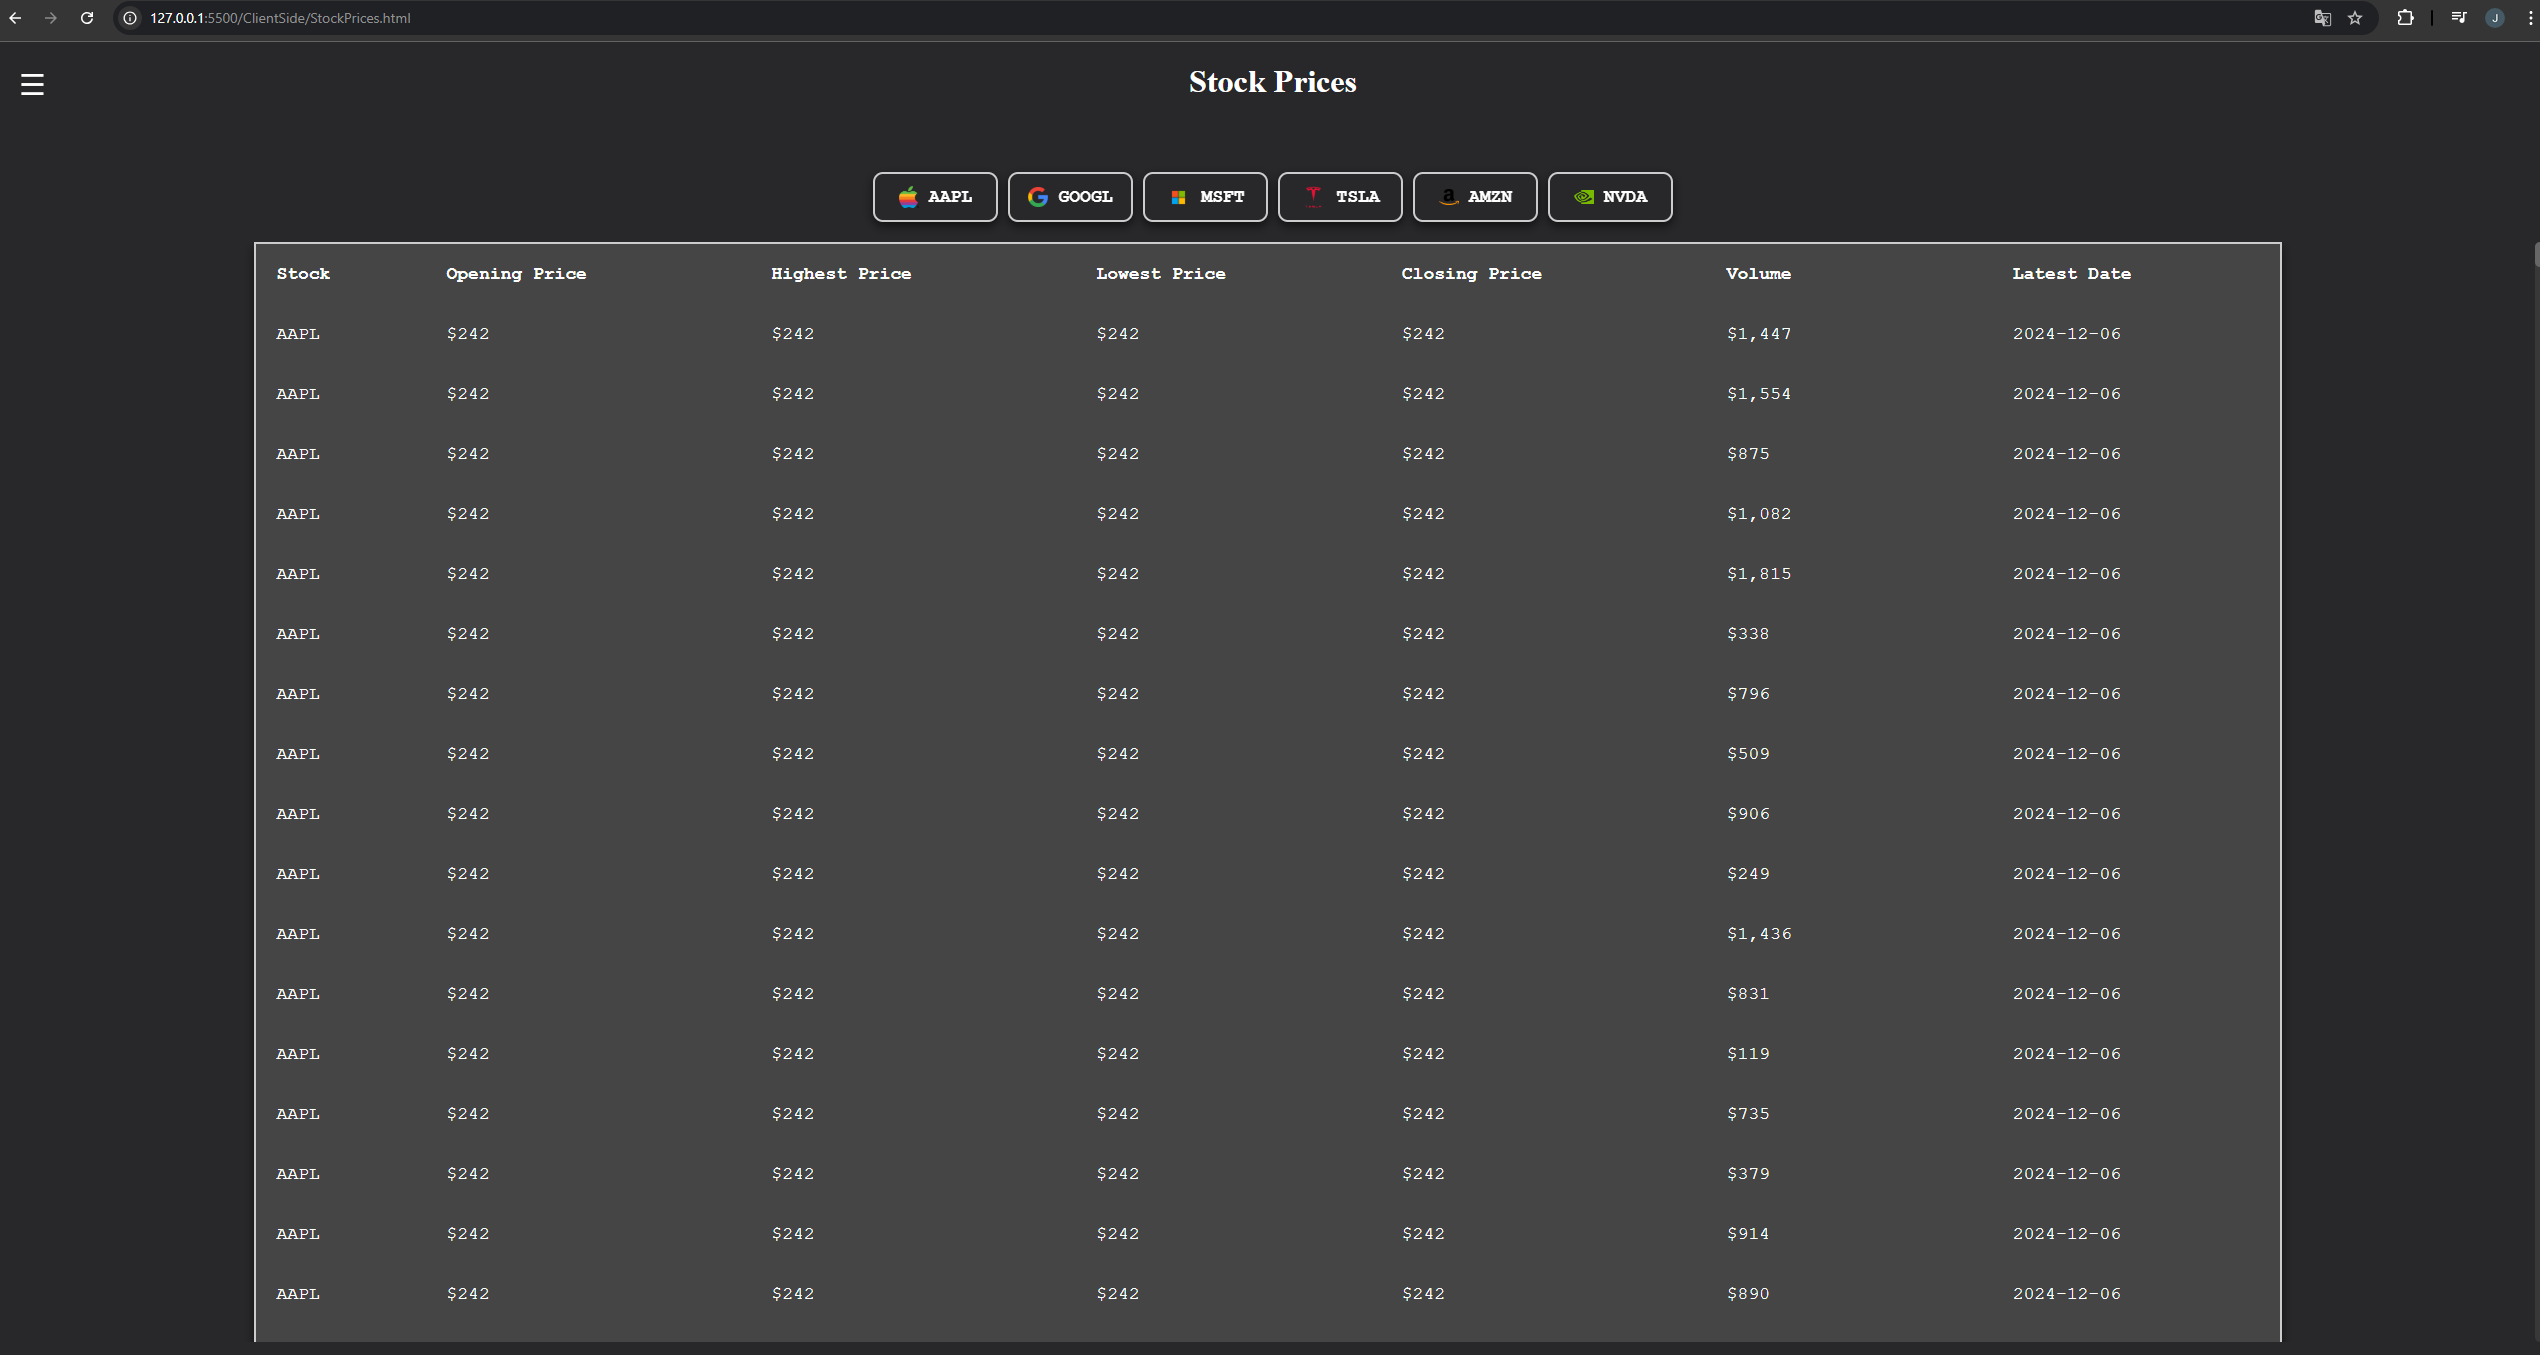 127.0.0.1:5500/ClientSide/StockPrices.html
J
Stock Prices
AAPL GOOGL MSFT TSLA AMZN NVDA
Stock Opening Price Highest Price Lowest Price Closing Price Volume Latest Date
AAPL $242 $242 $242 $242 $1,447 2024-12-06
AAPL $242 $242 $242 $242 $1,554 2024-12-06
AAPL $242 $242 $242 $242 $875 2024-12-06
AAPL $242 $242 $242 $242 $1,082 2024-12-06
AAPL $242 $242 $242 $242 $1,815 2024-12-06
AAPL $242 $242 $242 $242 $338 2024-12-06
AAPL $242 $242 $242 $242 $796 2024-12-06
AAPL $242 $242 $242 $242 $509 2024-12-06
AAPL $242 $242 $242 $242 $906 2024-12-06
AAPL $242 $242 $242 $242 $249 2024-12-06
AAPL $242 $242 $242 $242 $1,436 2024-12-06
AAPL $242 $242 $242 $242 $831 2024-12-06
AAPL $242 $242 $242 $242 $119 2024-12-06
AAPL $242 $242 $242 $242 $735 2024-12-06
AAPL $242 $242 $242 $242 $379 2024-12-06
AAPL $242 $242 $242 $242 $914 2024-12-06
AAPL $242 $242 $242 $242 $890 2024-12-06